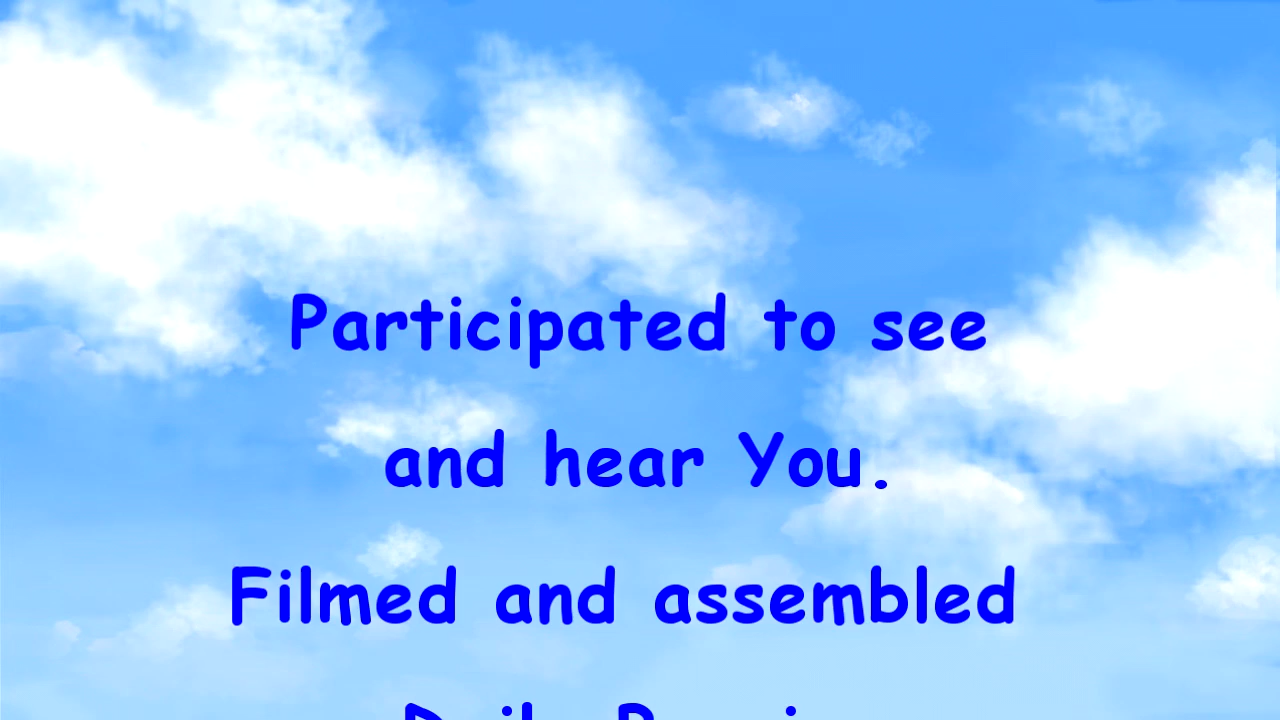 Participated to see
and hear You.
Filmed and assembled